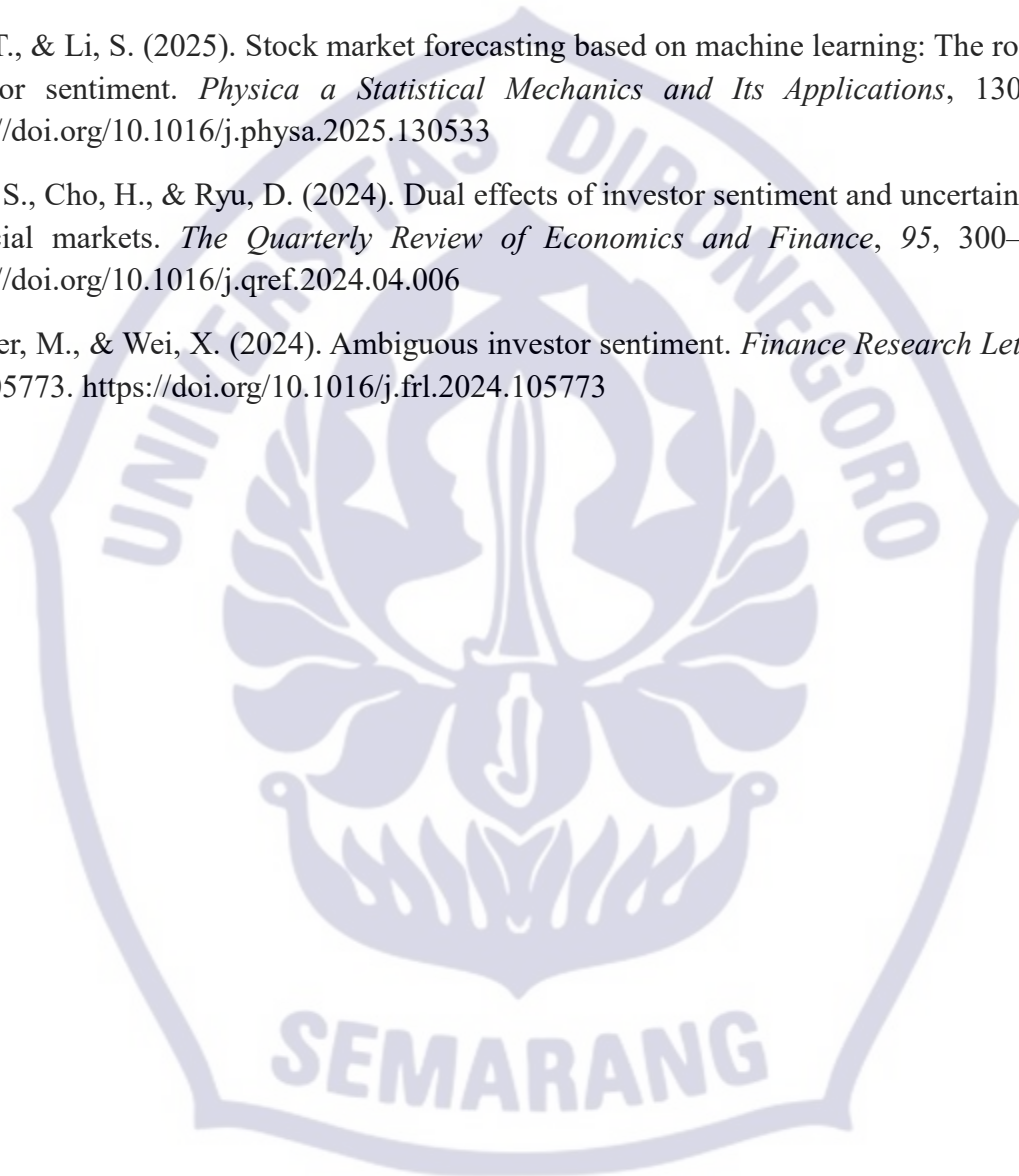 T., & Li, S. (2025). Stock market forecasting based on machine learning: The ro
or sentiment. Physica a Statistical Mechanics and Its Applications, 130
//doi.org/10.1016/j.physa.2025.130533
S., Cho, H., & Ryu, D. (2024). Dual effects of investor sentiment and uncertain
ial markets. The Quarterly Review of Economics and Finance, 95, 300–
//doi.org/10.1016/j.qref.2024.04.006
er, M., & Wei, X. (2024). Ambiguous investor sentiment. Finance Research Let
05773. https://doi.org/10.1016/j.frl.2024.105773
UNIVERSITAS DIPONEGORO
SEMARANG